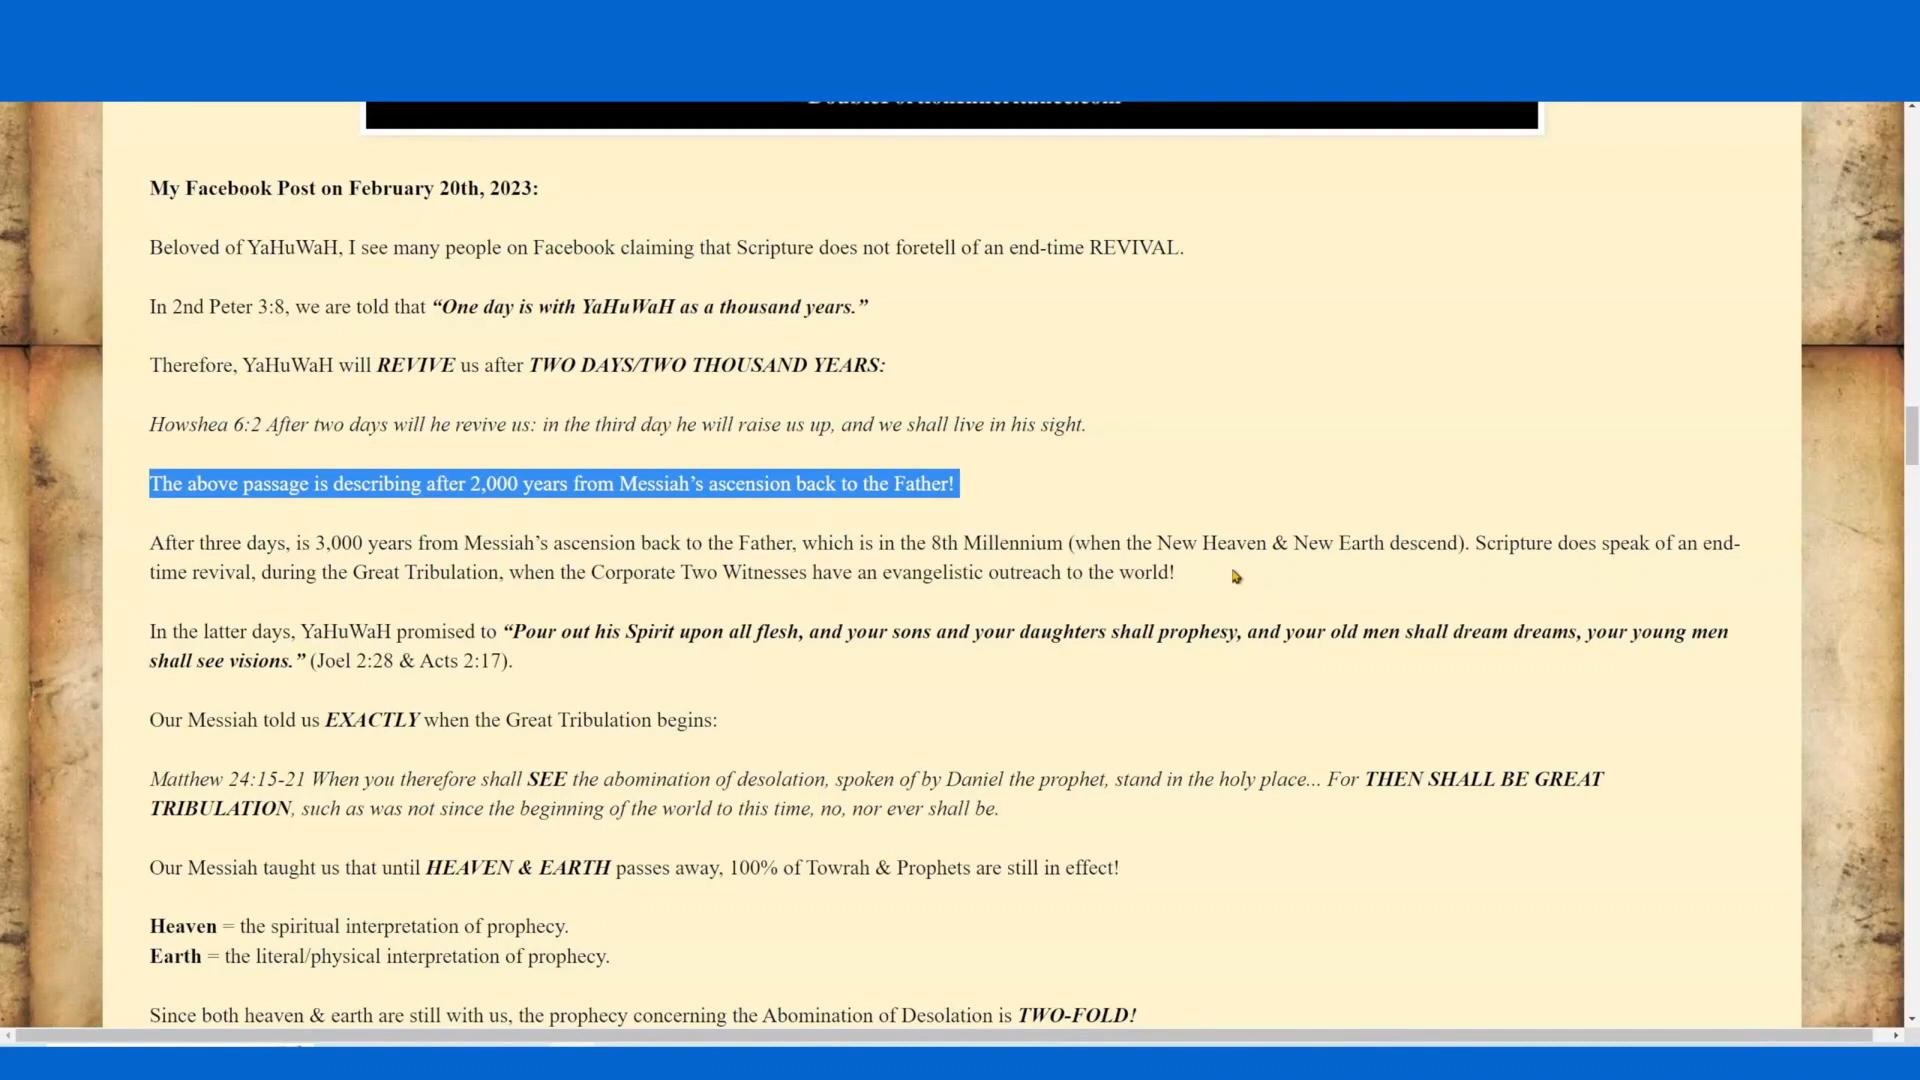 My Facebook Post on February 20th, 2023:
Beloved of YaHuWaH, I see many people on Facebook claiming that Scripture does not foretell of an end-time REVIVAL.
In 2nd Peter 3:8, we are told that “One day is with YaHuWaH as a thousand years.”
Therefore, YaHuWaH will REVIVE us after TWO DAYS/TWO THOUSAND YEARS:
Howshea 6:2 After two days will he revive us: in the third day he will raise us up, and we shall live in his sight.
The above passage is describing after 2,000 years from Messiah’s ascension back to the Father!
After three days, is 3,000 years from Messiah’s ascension back to the Father, which is in the 8th Millennium (when the New Heaven & New Earth descend). Scripture does speak of an end-
time revival, during the Great Tribulation, when the Corporate Two Witnesses have an evangelistic outreach to the world!
In the latter days, YaHuWaH promised to “Pour out his Spirit upon all flesh, and your sons and your daughters shall prophesy, and your old men shall dream dreams, your young men
shall see visions.” (Joel 2:28 & Acts 2:17).
Our Messiah told us EXACTLY when the Great Tribulation begins:
Matthew 24:15-21 When you therefore shall SEE the abomination of desolation, spoken of by Daniel the prophet, stand in the holy place... For THEN SHALL BE GREAT
TRIBULATION, such as was not since the beginning of the world to this time, no, nor ever shall be.
Our Messiah taught us that until HEAVEN & EARTH passes away, 100% of Towrah & Prophets are still in effect!
Heaven = the spiritual interpretation of prophecy.
Earth = the literal/physical interpretation of prophecy.
Since both heaven & earth are still with us, the prophecy concerning the Abomination of Desolation is TWO-FOLD!